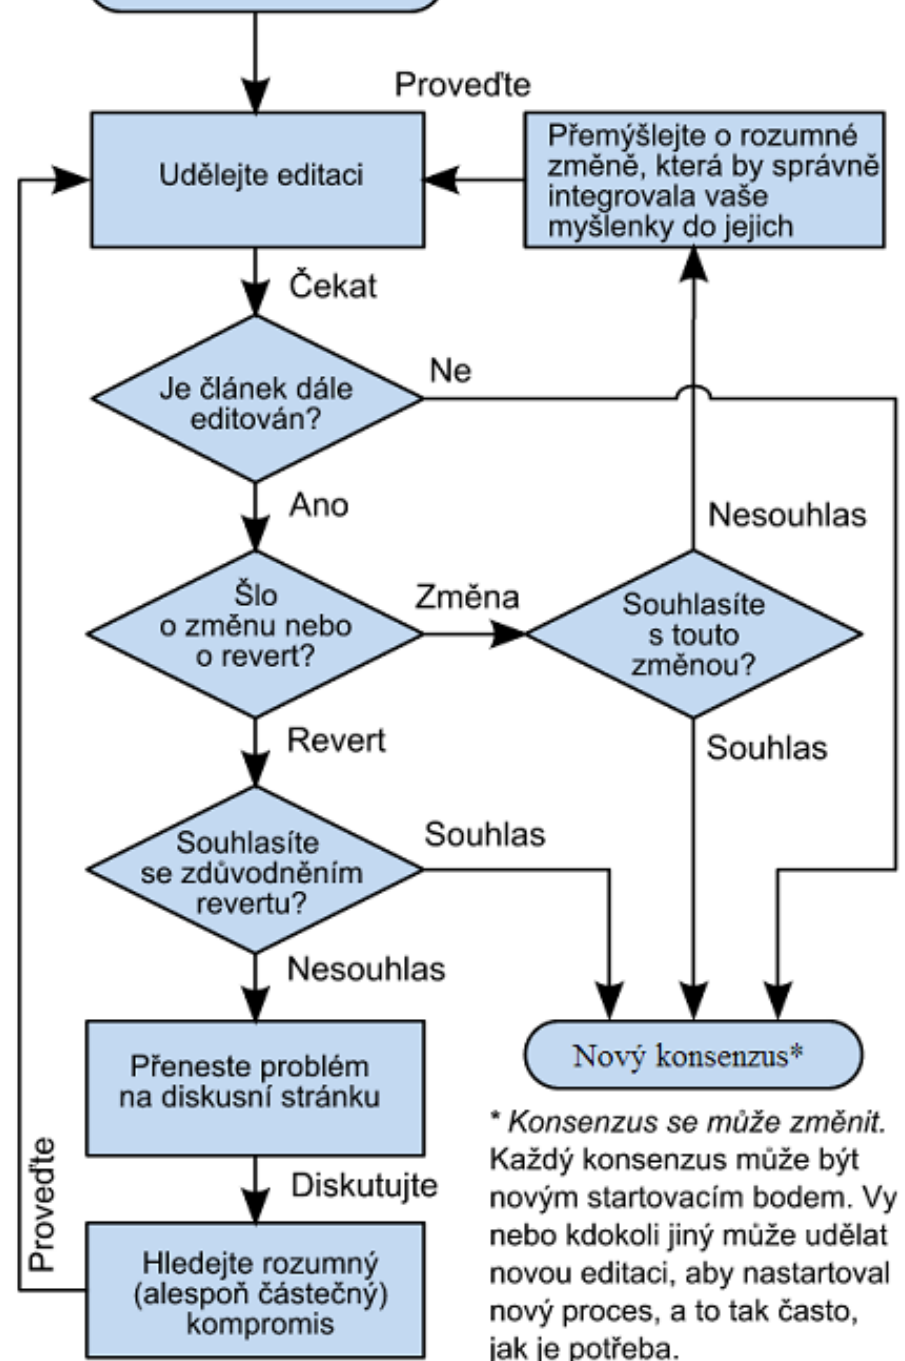 Proveďte
Udělejte editaci
Přemýšlejte o rozumné
změně, která by správně
integrovala vaše
myšlenky do jejich
Čekat
Je článek dále
editován?
Ne
Ano
Nesouhlas
Šlo
o změnu nebo
o revert?
Změna
Souhlasíte
s touto
změnou?
Revert
Souhlas
Souhlasíte
se zdůvodněním
revertu?
Souhlas
Nesouhlas
Přeneste problém
na diskusní stránku
Nový konsenzus*
Diskutujte
Proveďte
Hledejte rozumný
(alespoň částečný)
kompromis
* Konsenzus se může změnit.
Každý konsenzus může být
novým startovacím bodem. Vy
nebo kdokoli jiný může udělat
novou editaci, aby nastartoval
nový proces, a to tak často,
jak je potřeba.